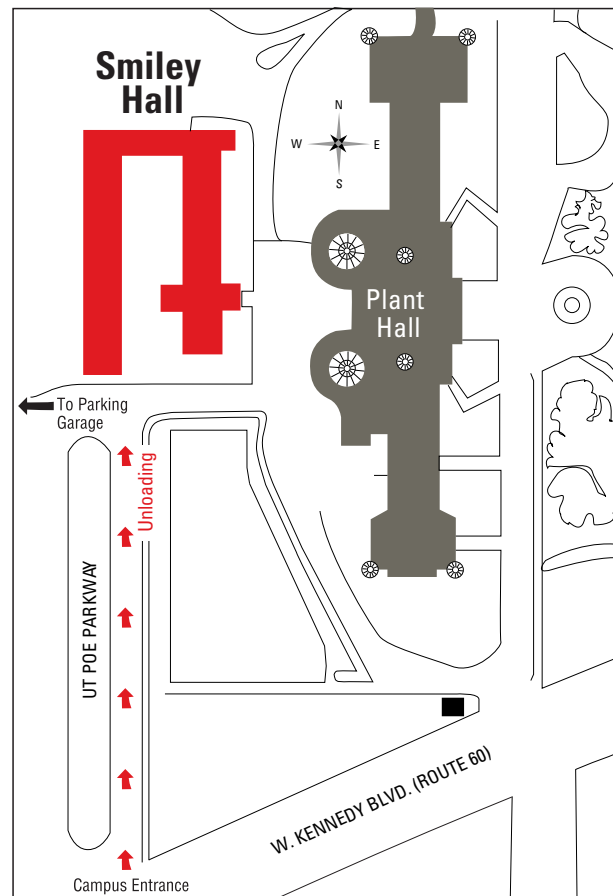 Smiley
Hall
N
W
E
S
Plant
Hall
To Parking
Garage
Unloading
UT POE PARKWAY
W. KENNEDY BLVD. (ROUTE 60)
Campus Entrance